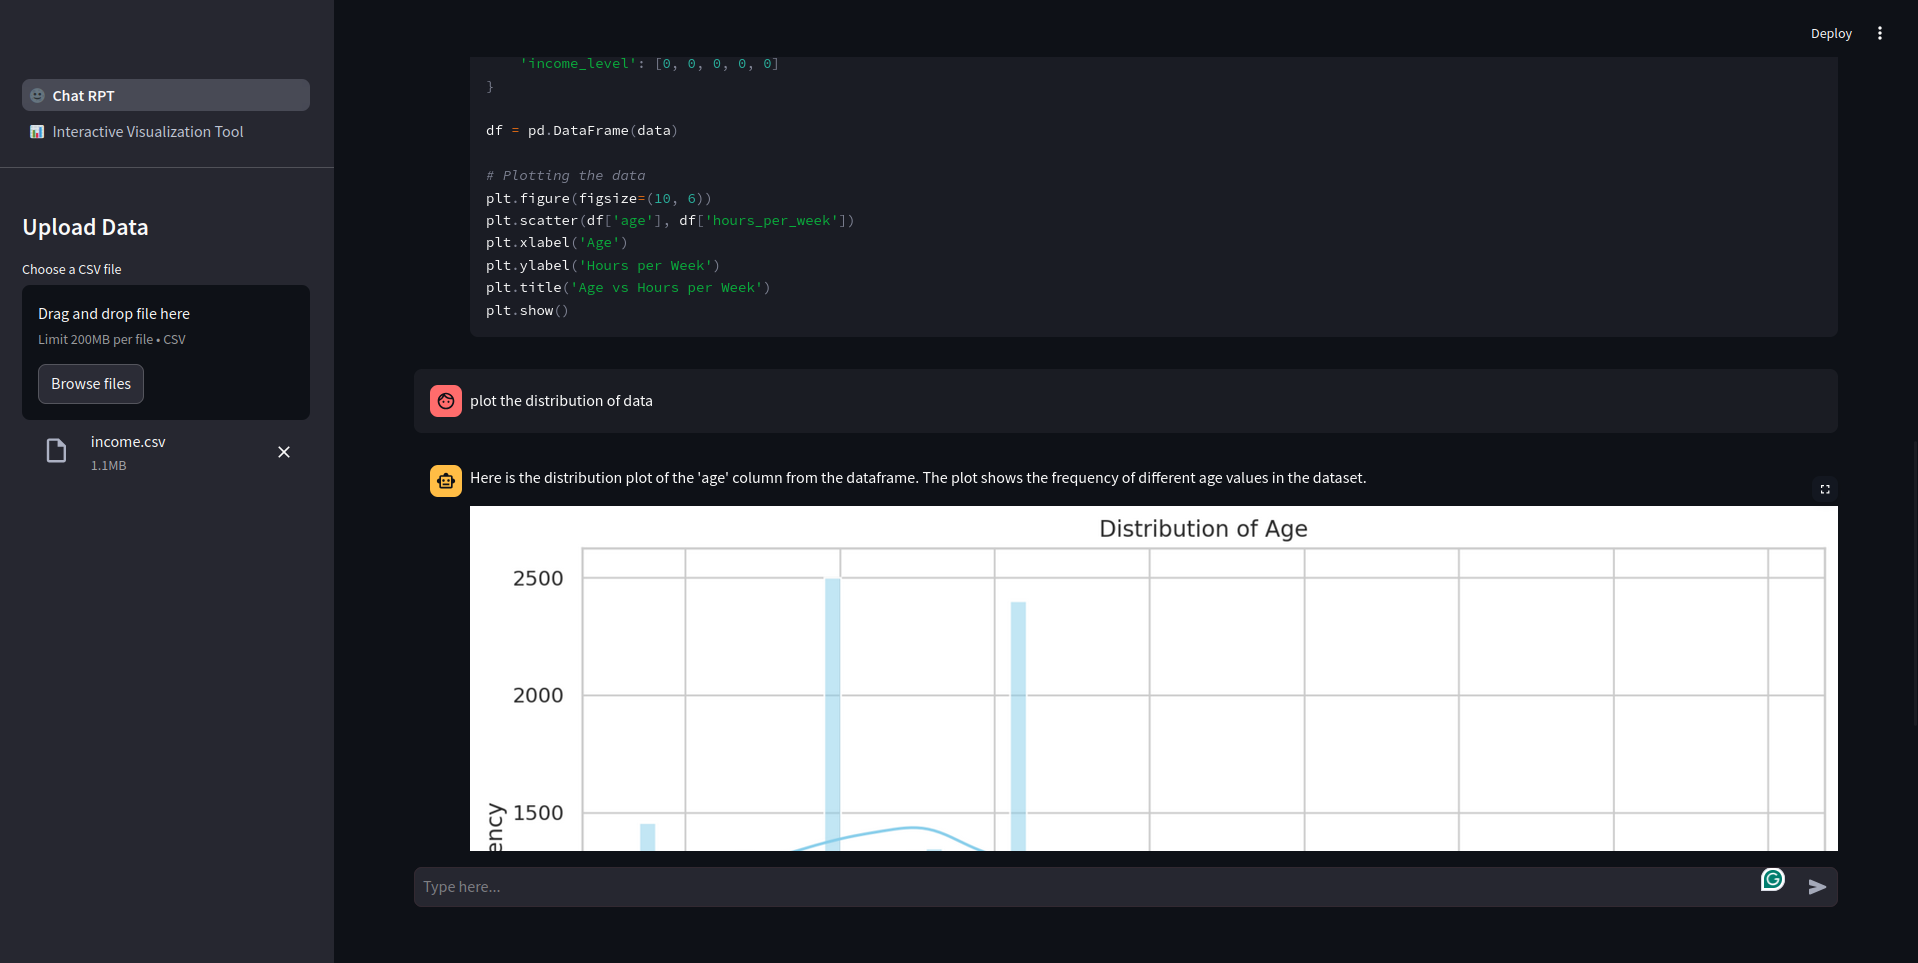 Deploy
Chat RPT
Interactive Visualization Tool
Upload Data
Choose a CSV file
Drag and drop file here
Limit 200MB per file • CSV
Browse files
income.csv
1.1MB
'income_level': [0, 0, 0, 0, 0]
}
df = pd.DataFrame(data)
# Plotting the data
plt.figure(figsize=(10, 6))
plt.scatter(df['age'], df['hours_per_week'])
plt.xlabel('Age')
plt.ylabel('Hours per Week')
plt.title('Age vs Hours per Week')
plt.show()
plot the distribution of data
Here is the distribution plot of the 'age' column from the dataframe. The plot shows the frequency of different age values in the dataset.
Distribution of Age
2500
2000
1500
ency
Type here...